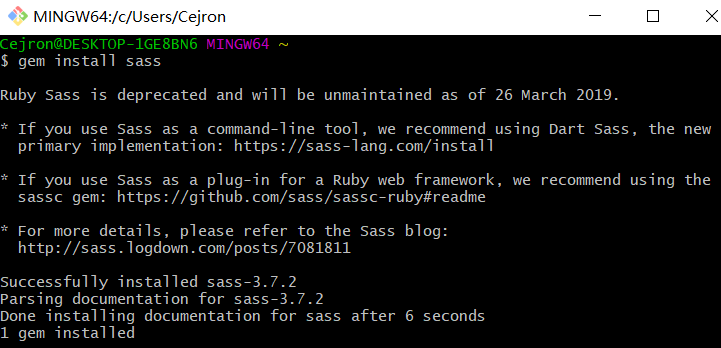 MINGW64:/c/Users/Cejron
Cejron@DESKTOP-1GE8BN6 MINGW64 ~
$ gem install sass
Ruby Sass is deprecated and will be unmaintained as of 26 March 2019.
* If you use Sass as a command-line tool, we recommend using Dart Sass, the new
primary implementation: https://sass-lang.com/install
* If you use Sass as a plug-in for a Ruby web framework, we recommend using the
sassc gem: https://github.com/sass/sassc-ruby#readme
* For more details, please refer to the Sass blog:
http://sass.logdown.com/posts/7081811
Successfully installed sass-3.7.2
Parsing documentation for sass-3.7.2
Done installing documentation for sass after 6 seconds
1 gem installed